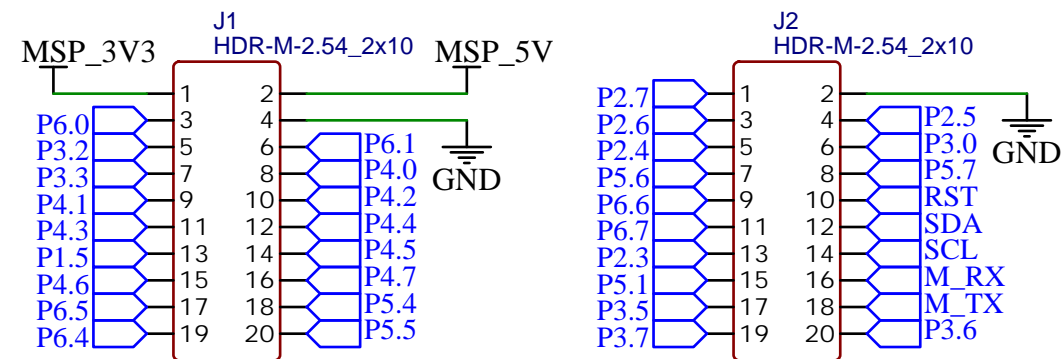 J1
HDR-M-2.54_2x10
MSP_3V3
MSP_5V
1 2
P6.0 3 4
P3.2 5 6 P6.1
P3.3 7 8 P4.0
P4.1 9 10 P4.2
P4.3 11 12 P4.4
P1.5 13 14 P4.5
P4.6 15 16 P4.7
P6.5 17 18 P5.4
P6.4 19 20 P5.5
GND
J2
HDR-M-2.54_2x10
P2.7 1 2
P2.6 3 4 P2.5
P2.4 5 6 P3.0
P5.6 7 8 P5.7
P6.6 9 10 RST
P6.7 11 12 SDA
P2.3 13 14 SCL
P5.1 15 16 M_RX
P3.5 17 18 M_TX
P3.7 19 20 P3.6
GND